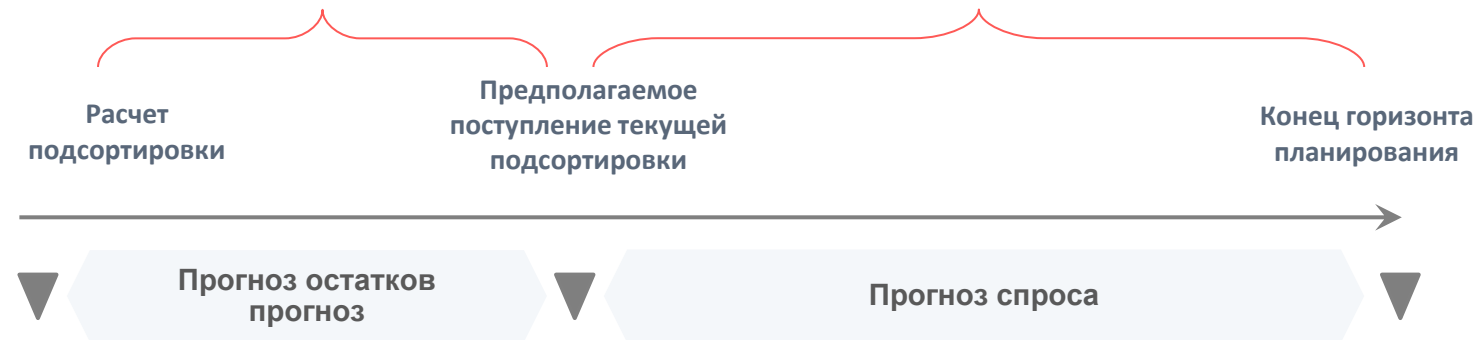 Расчет
подсортировки
Предполагаемое
поступление текущей
подсортировки
Конец горизонта
планирования
Прогноз остатков
прогноз
Прогноз спроса